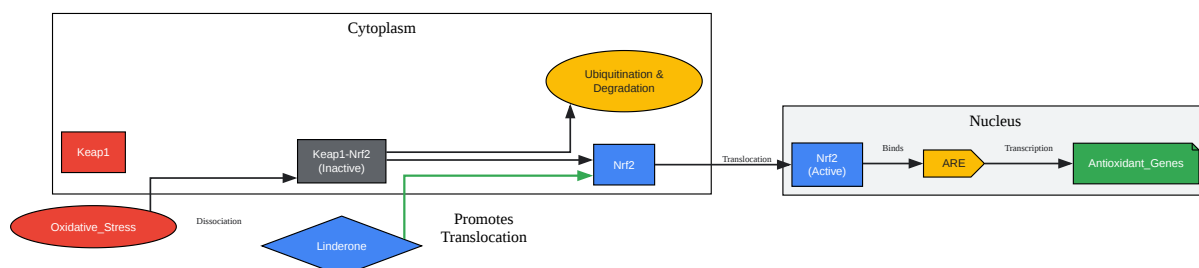 Cytoplasm
Ubiquitination &
Degradation
Keap1
Keap1-Nrf2
(Inactive)
Nrf2
Translocation
Nucleus
Nrf2
(Active)
Binds
ARE
Transcription
Antioxidant_Genes
Oxidative_Stress
Dissociation
Linderone
Promotes
Translocation